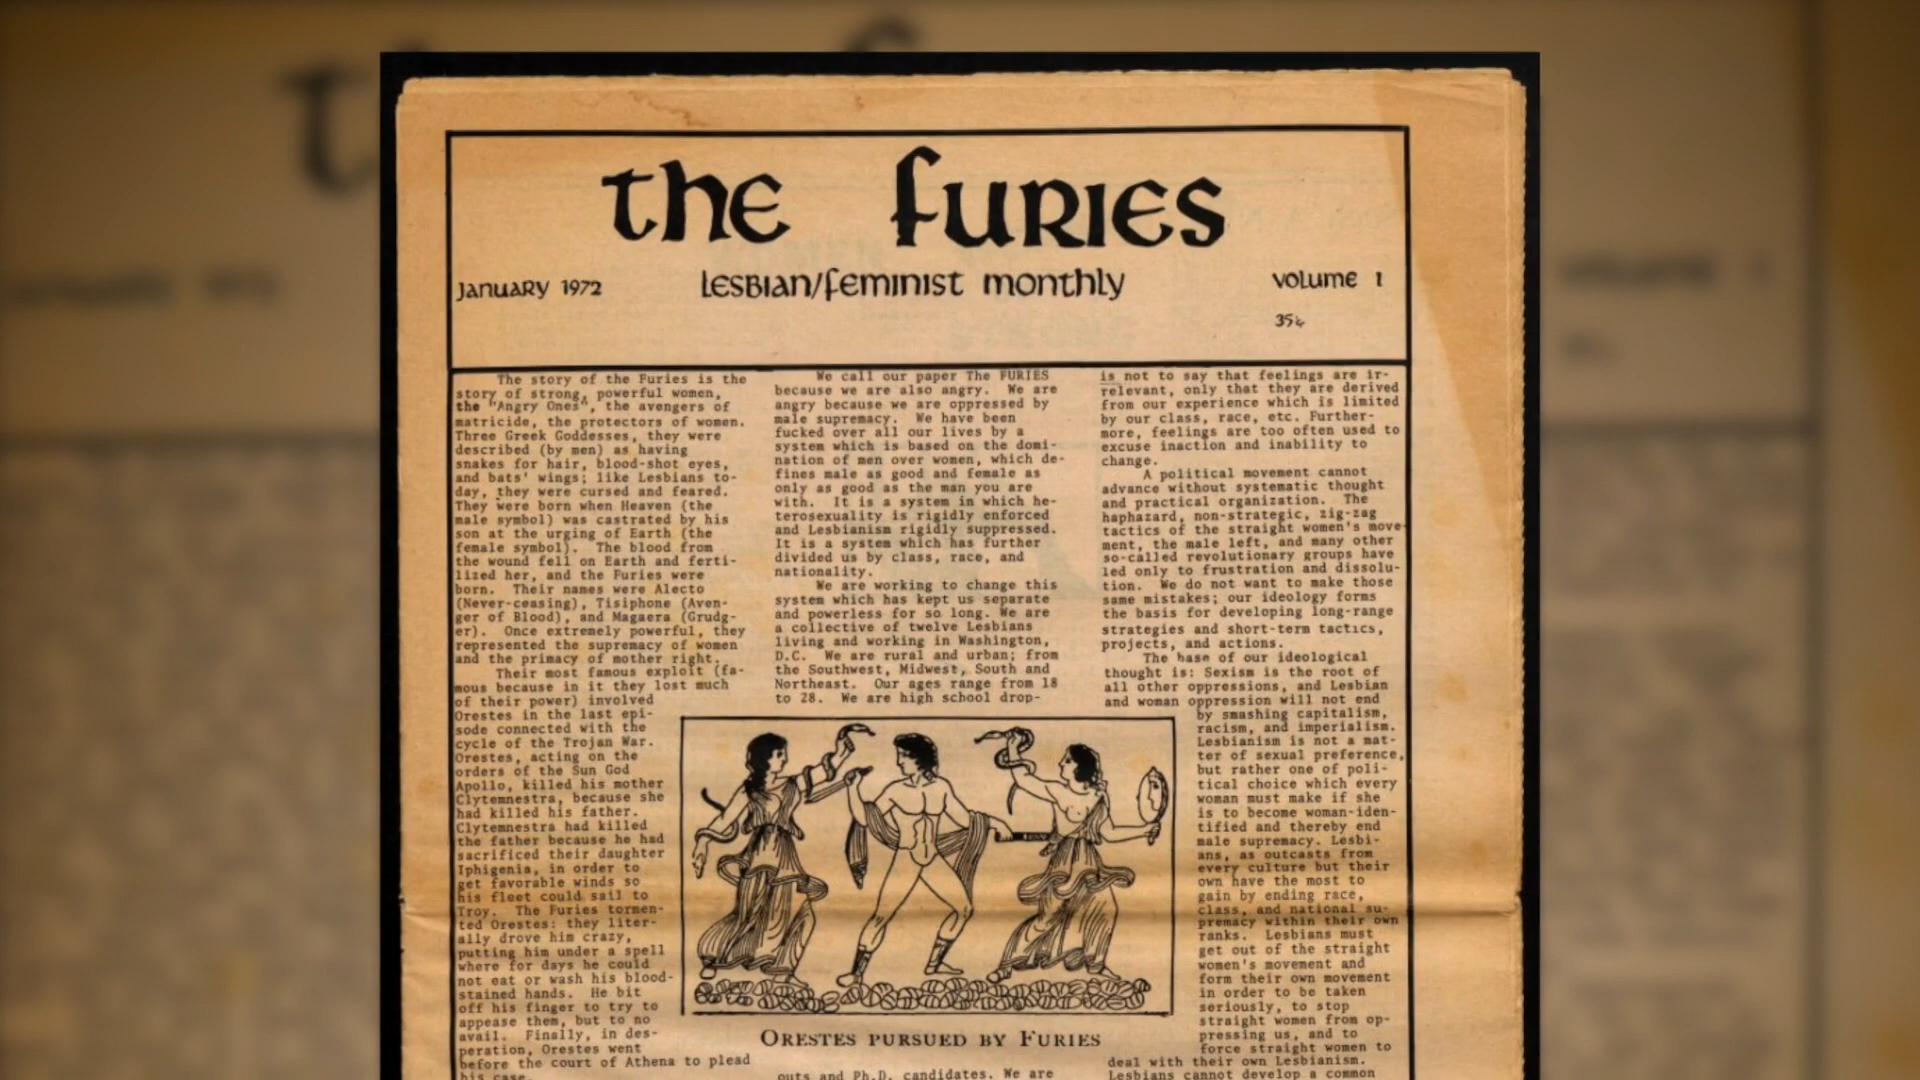 the furies
January 1972
Lesbian/feminist monthly
volume 1
35¢
The story of the Furies is the
story of strong, powerful women,
the "Angry Ones", the avengers of
matricide, the protectors of women.
Three Greek Goddesses, they were
described (by men) as having
snakes for hair, blood-shot eyes,
and bats' wings; like Lesbians to-
day, they were cursed and feared.
They were born when Heaven (the
male symbol) was castrated by his
son at the urging of Earth (the
female symbol). The blood from
the wound fell on Earth and ferti-
lized her, and the Furies were
born. Their names were Alecto
(Never-ceasing), Tisiphone (Aven-
ger of Blood), and Magaera (Grudg-
er). Once extremely powerful, they
represented the supremacy of women
and the primacy of mother right.
Their most famous exploit (fa-
mous because in it they lost much
of their power) involved
Orestes in the last epi-
sode connected with the
cycle of the Trojan War.
Orestes, acting on the
orders of the Sun God
Apollo, killed his mother
Clytemnestra, because she
had killed his father.
Clytemnestra had killed
the father because he had
sacrificed their daughter
Iphigenia, in order to
get favorable winds so
his fleet could sail to
Troy. The Furies tormen-
ted Orestes: they liter-
ally drove him crazy,
putting him under a spell
where for days he could
not eat or wash his blood-
stained hands. He bit
off his finger to try to
appease them, but to no
avail. Finally, in des-
peration, Orestes went
before the court of Athena to plead
his case.
We call our paper The FURIES
because we are also angry. We are
angry because we are oppressed by
male supremacy. We have been
fucked over all our lives by a
system which is based on the domi-
nation of men over women, which de-
fines male as good and female as
only as good as the man you are
with. It is a system in which he-
terosexuality is rigidly enforced
and Lesbianism rigidly suppressed.
It is a system which has further
divided us by class, race, and
nationality.
We are working to change this
system which has kept us separate
and powerless for so long. We are
a collective of twelve Lesbians
living and working in Washington,
D.C. We are rural and urban; from
the Southwest, Midwest, South and
Northeast. Our ages range from 18
to 28. We are high school drop-
Orestes pursued by Furies
outs and Ph.D. candidates. We are
is not to say that feelings are ir-
relevant, only that they are derived
from our experience which is limited
by our class, race, etc. Further-
more, feelings are too often used to
excuse inaction and inability to
change.
A political movement cannot
advance without systematic thought
and practical organization. The
haphazard, non-strategic, zig-zag
tactics of the straight women's move-
ment, the male left, and many other
so-called revolutionary groups have
led only to frustration and dissolu-
tion. We do not want to make those
same mistakes; our ideology forms
the basis for developing long-range
strategies and short-term tactics,
projects, and actions.
The base of our ideological
thought is: Sexism is the root of
all other oppressions, and Lesbian
and woman oppression will not end
by smashing capitalism,
racism, and imperialism.
Lesbianism is not a mat-
ter of sexual preference,
but rather one of poli-
tical choice which every
woman must make if she
is to become woman-iden-
tified and thereby end
male supremacy. Lesbi-
ans, as outcasts from
every culture but their
own have the most to
gain by ending race,
class, and national su-
premacy within their own
ranks. Lesbians must
get out of the straight
women's movement and
form their own movement
in order to be taken
seriously, to stop
straight women from op-
pressing us, and to
force straight women to
deal with their own Lesbianism.
Lesbians cannot develop a common